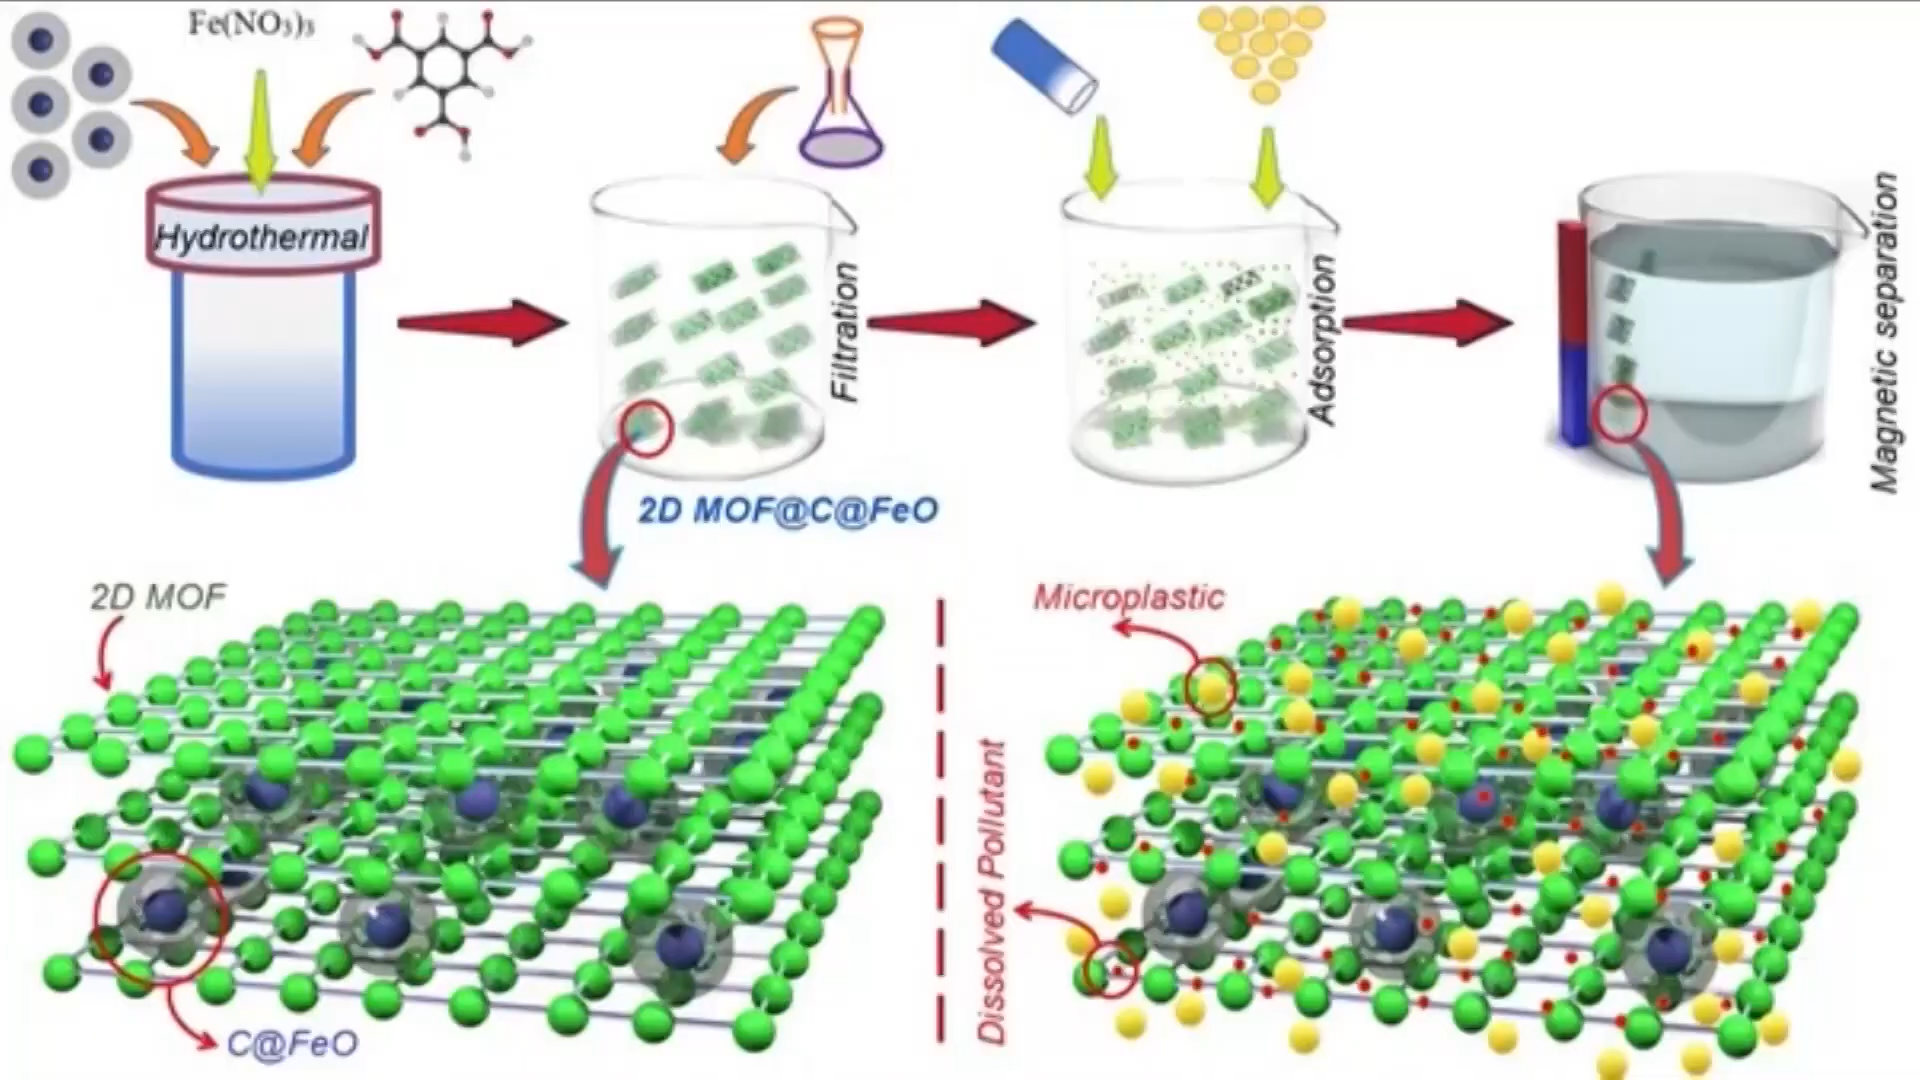 Fe(NO₃)₃
Hydrothermal
Filtration
Adsorption
Magnetic separation
2D MOF@C@FeO
2D MOF
Microplastic
Dissolved Pollutant
C@FeO